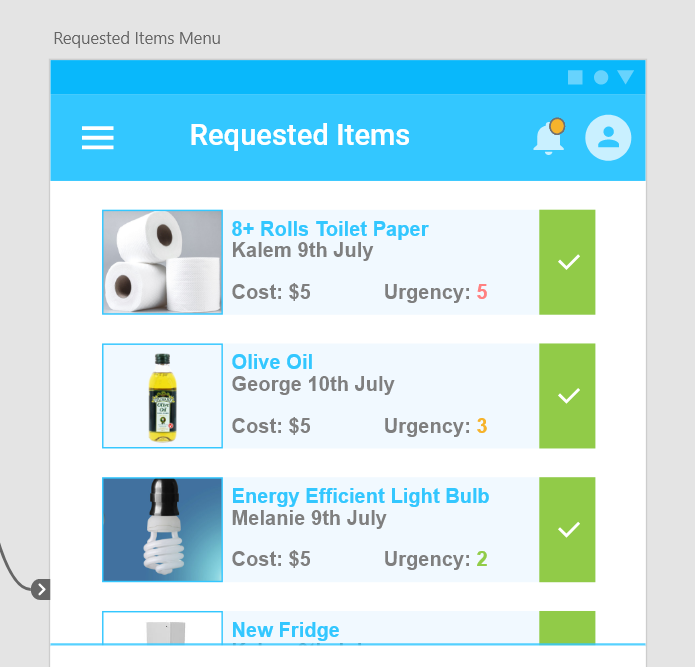 Requested Items Menu
Requested Items
8+ Rolls Toilet Paper
Kalem 9th July
Cost: $5 Urgency: 5
Olive Oil
George 10th July
Cost: $5 Urgency: 3
Energy Efficient Light Bulb
Melanie 9th July
Cost: $5 Urgency: 2
New Fridge